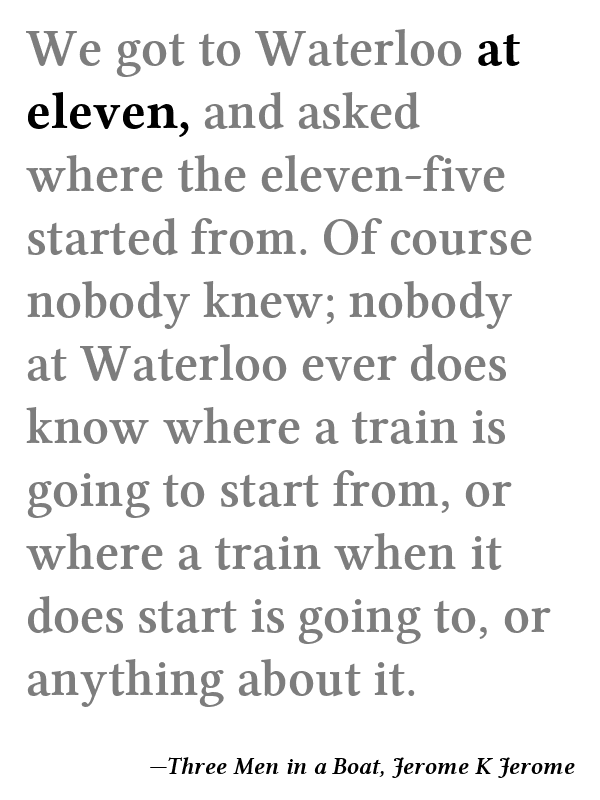 We got to Waterloo at
eleven, and asked
where the eleven-five
started from. Of course
nobody knew; nobody
at Waterloo ever does
know where a train is
going to start from, or
where a train when it
does start is going to, or
anything about it.
—Three Men in a Boat, Jerome K Jerome